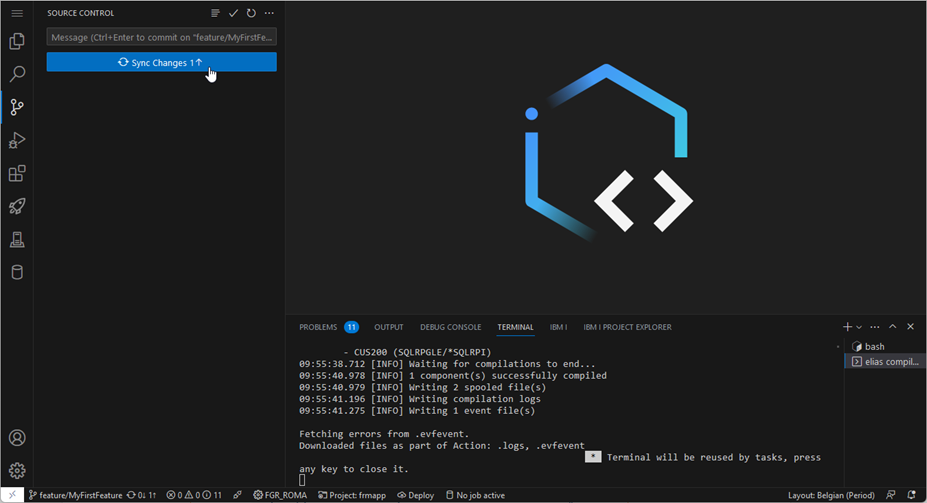 SOURCE CONTROL
Message (Ctrl+Enter to commit on "feature/MyFirstFe...
Sync Changes 1↑
PROBLEMS 11 OUTPUT DEBUG CONSOLE TERMINAL IBM I IBM I PROJECT EXPLORER
- CUS200 (SQLRPGLE/*SQLRPI)
09:55:38.712 [INFO] Waiting for compilations to end...
09:55:40.978 [INFO] 1 component(s) successfully compiled
09:55:40.979 [INFO] Writing 2 spooled file(s)
09:55:41.196 [INFO] Writing compilation logs
09:55:41.275 [INFO] Writing 1 event file(s)
Fetching errors from .evfevent.
Downloaded files as part of Action: .logs, .evfevent
* Terminal will be reused by tasks, press
any key to close it.
bash
elias compil...
feature/MyFirstFeature 0↓ 1↑ 0 0 11 FGR_ROMA Project: frmapp Deploy No job active Layout: Belgian (Period)